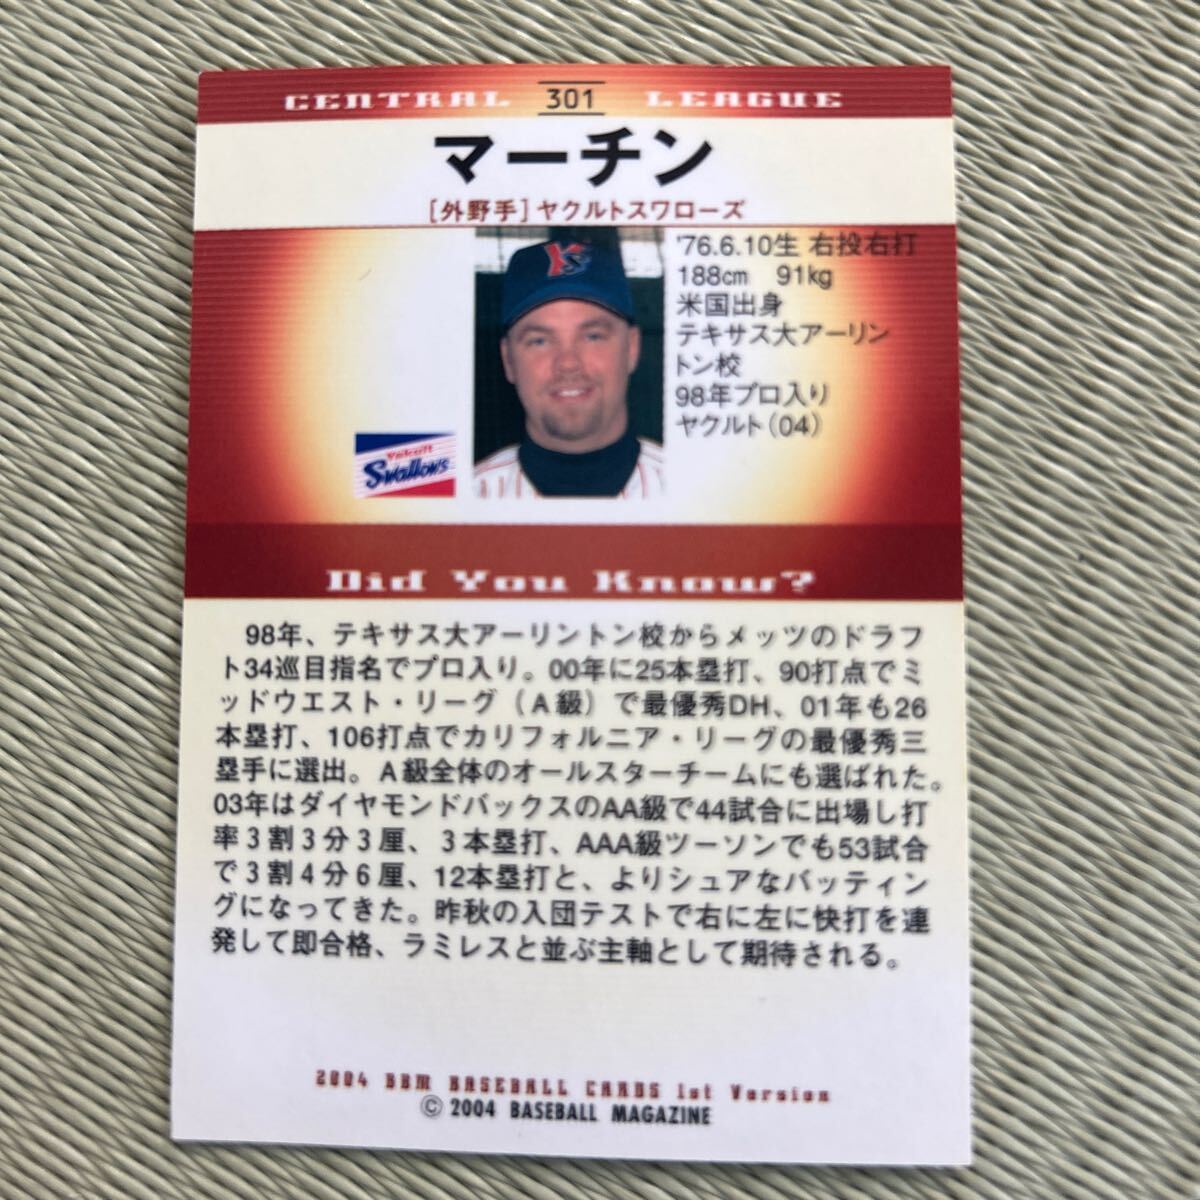 CENTRAL 301 LEAGUE
マーチン
[外野手]ヤクルトスワローズ
'76.6.10生 右投右打
188cm 91kg
米国出身
テキサス大アーリン
トン校
98年プロ入り
ヤクルト(04)
Yakult
Swallows
Did You Know?
98年、テキサス大アーリントン校からメッツのドラフ
ト34巡目指名でプロ入り。00年に25本塁打、90打点でミ
ッドウエスト・リーグ(A級)で最優秀DH、01年も26
本塁打、106打点でカリフォルニア・リーグの最優秀三
塁手に選出。A級全体のオールスターチームにも選ばれた。
03年はダイヤモンドバックスのAA級で44試合に出場し打
率3割3分3厘、3本塁打、AAA級ツーソンでも53試合
で3割4分6厘、12本塁打と、よりシュアなバッティン
グになってきた。昨秋の入団テストで右に左に快打を連
発して即合格、ラミレスと並ぶ主軸として期待される。
2004 BBM BASEBALL CARDS 1st Version
© 2004 BASEBALL MAGAZINE